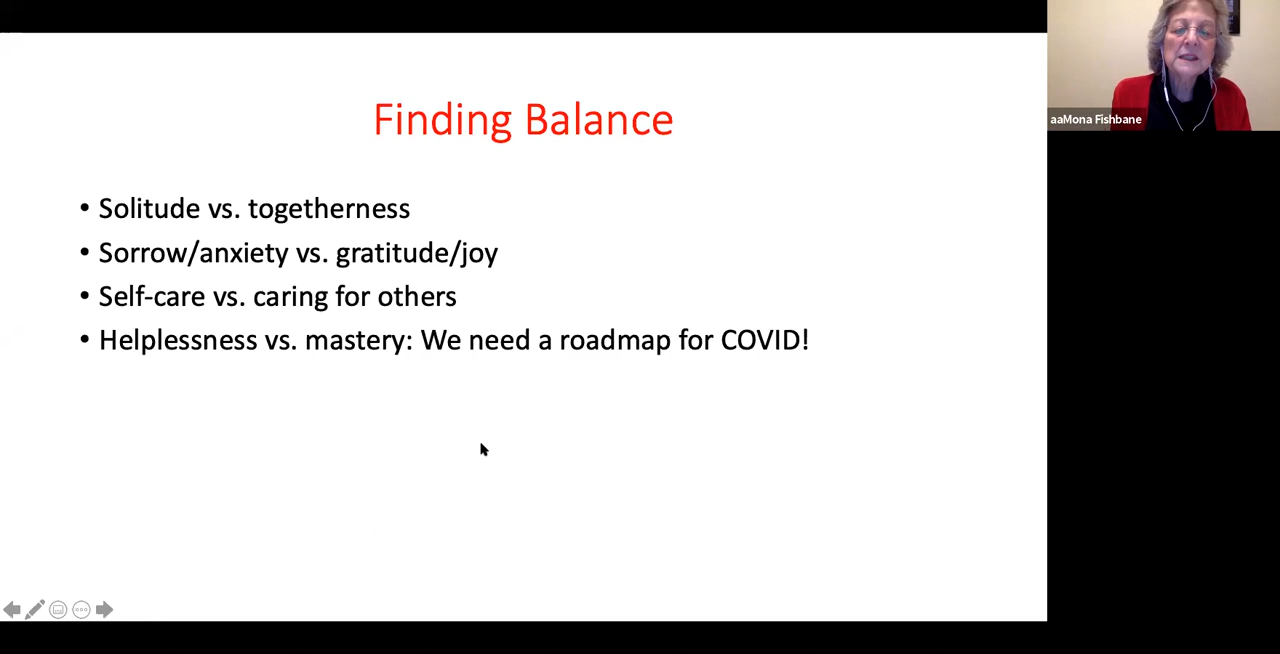 Finding Balance
• Solitude vs. togetherness
• Sorrow/anxiety vs. gratitude/joy
• Self-care vs. caring for others
• Helplessness vs. mastery: We need a roadmap for COVID!
aaMona Fishbane